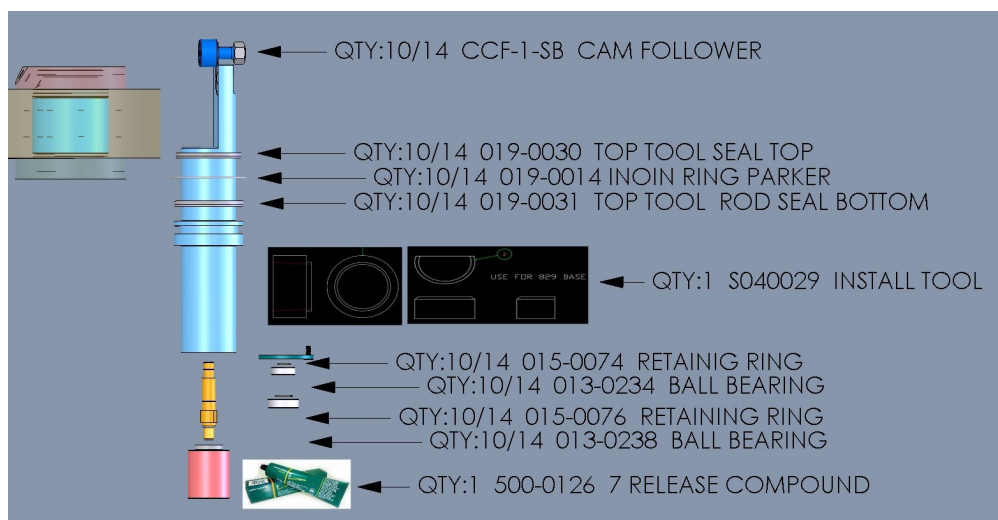 QTY:10/14 CCF-1-SB CAM FOLLOWER
QTY:10/14 019-0030 TOP TOOL SEAL TOP
QTY:10/14 019-0014 INOIN RING PARKER
QTY:10/14 019-0031 TOP TOOL ROD SEAL BOTTOM
USE FOR 829 BASE
QTY:1 S040029 INSTALL TOOL
QTY:10/14 015-0074 RETAINIG RING
QTY:10/14 013-0234 BALL BEARING
QTY:10/14 015-0076 RETAINING RING
QTY:10/14 013-0238 BALL BEARING
QTY:1 500-0126 7 RELEASE COMPOUND